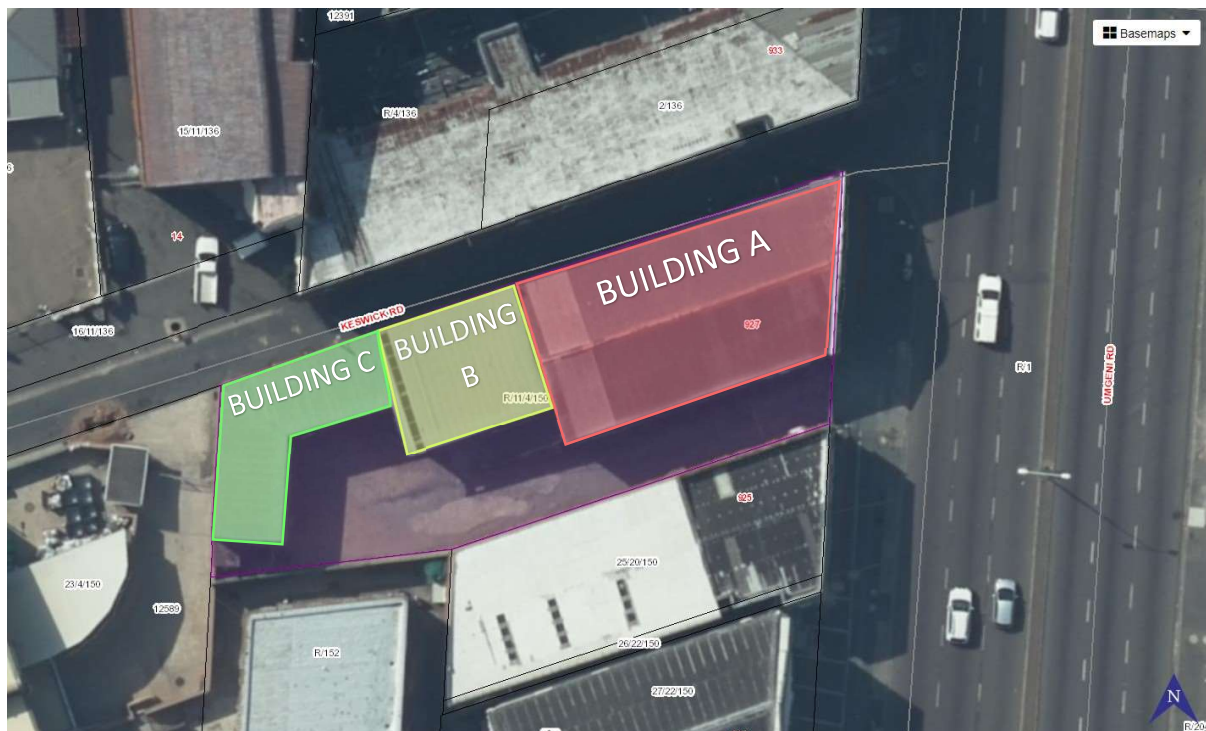 12391
Basemaps
933
2/136
R/4/136
15/11/136
6
14
16/11/136
KESWICK RD
BUILDING A
927
BUILDING
B
R/11/4/150
BUILDING C
R/1
UMGENI RD
925
25/20/150
23/4/150
12589
26/22/150
R/152
27/22/150
N
R/20/